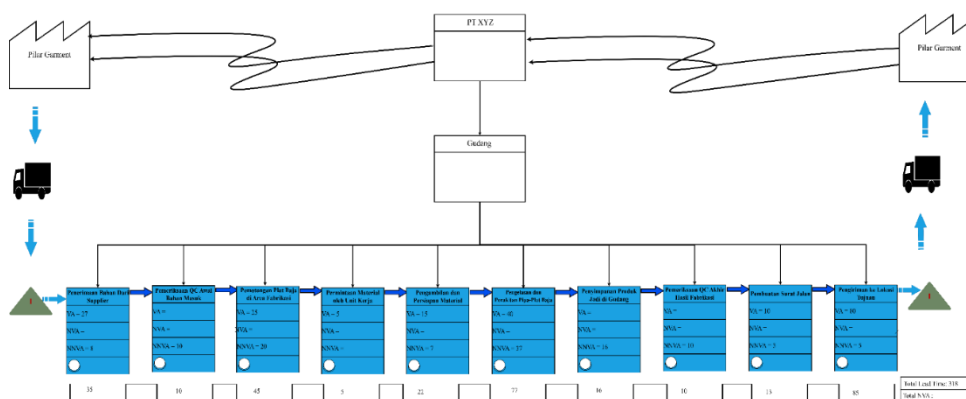 PT XYZ
Pilar Garment
Pilar Garment
Gudang
Penerimaan Bahan Dari
Supplier
VA = 27
NVA =
NNVA = 8
Pemeriksaan QC Awal
Bahan Masuk
VA =
NVA =
NNVA = 10
Pemotongan Plat Baja
di Area Fabrikasi
VA = 25
NVA =
NNVA = 20
Permintaan Material
oleh Unit Kerja
VA = 5
NVA =
NNVA =
Pengambilan dan
Persiapan Material
VA = 15
NVA =
NNVA = 7
Pengelasan dan
Perakitan Pipa-Plat Baja
VA = 40
NVA =
NNVA = 37
Penyimpanan Produk
Jadi di Gudang
VA =
NVA =
NNVA = 16
Pemeriksaan QC Akhir
Hasil Fabrikasi
VA =
NVA =
NNVA = 10
Pembuatan Surat Jalan
VA = 10
NVA =
NNVA = 3
Pengiriman ke Lokasi
Tujuan
VA = 80
NVA =
NNVA = 5
I
I
35
10
45
5
22
77
16
10
13
85
Total Lead Time: 318
Total NVA :